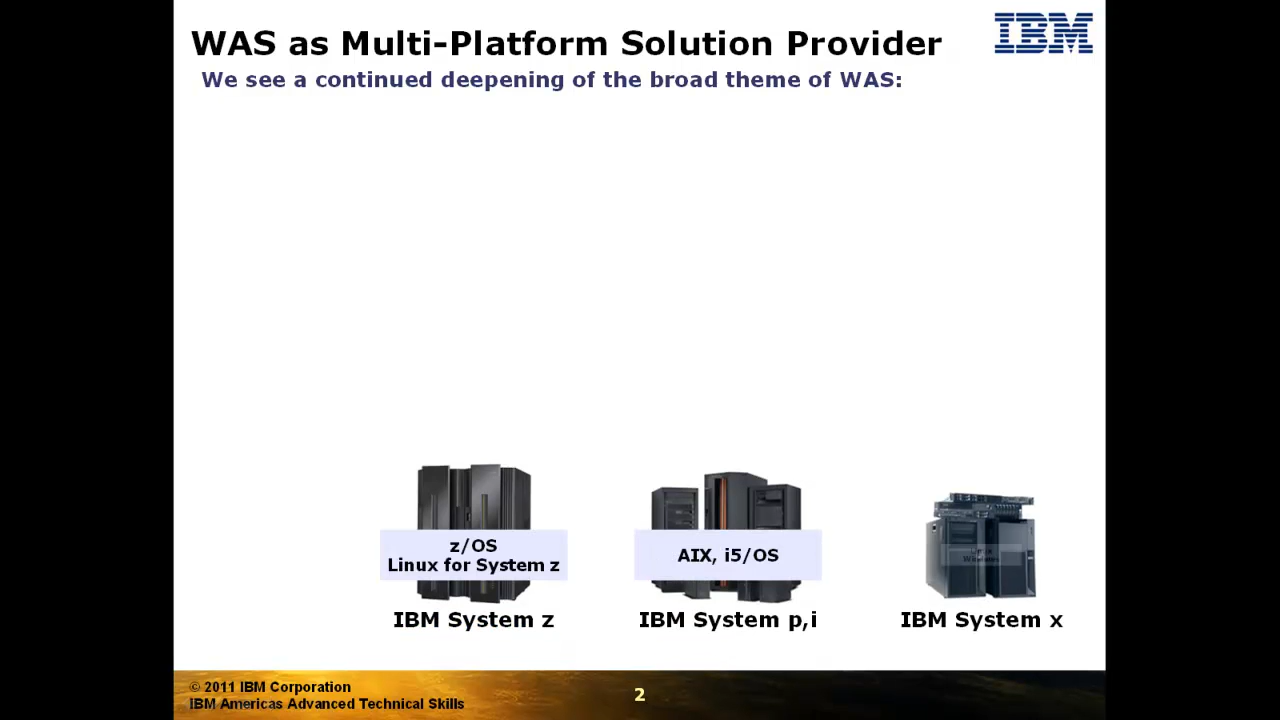 WAS as Multi-Platform Solution Provider
IBM
We see a continued deepening of the broad theme of WAS:
z/OS
Linux for System z
AIX, i5/OS
IBM System z
IBM System p,i
IBM System x
© 2011 IBM Corporation
IBM Americas Advanced Technical Skills
2